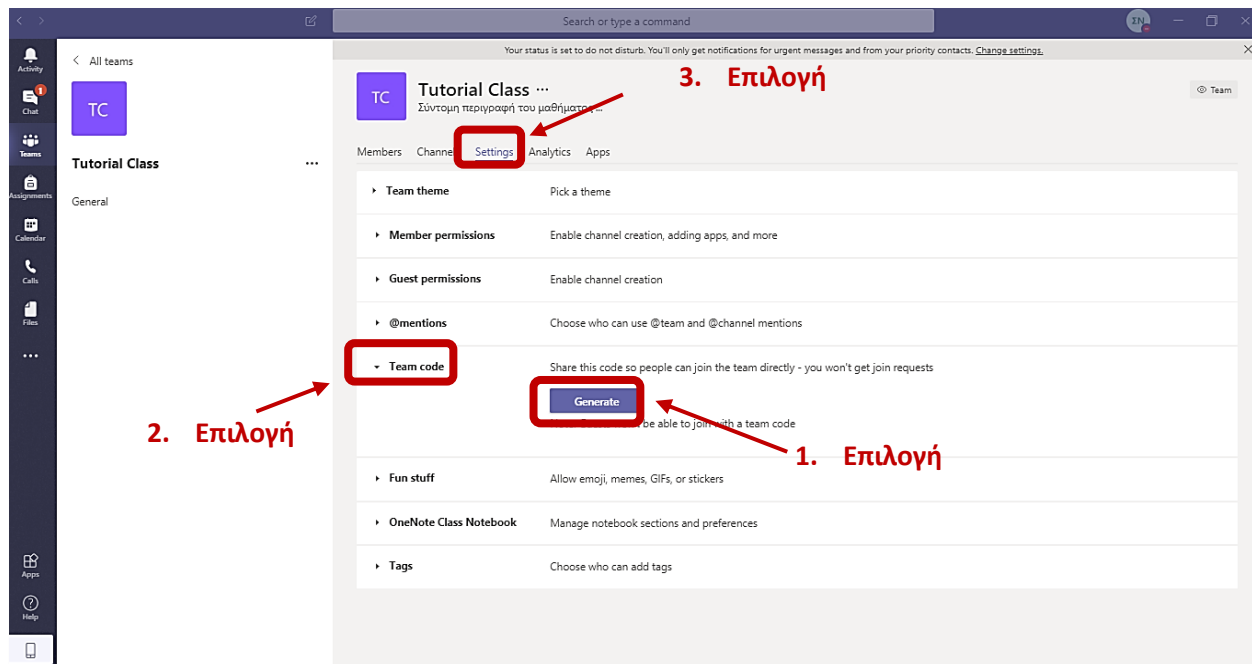 Search or type a command
ΣΝ
Your status is set to do not disturb. You'll only get notifications for urgent messages and from your priority contacts. Change settings.
Activity
Chat
1
Teams
Assignments
Calendar
Calls
Files
Apps
Help
All teams
TC
Tutorial Class
General
TC
Tutorial Class
Σύντομη περιγραφή του μαθήματος ...
Team
3. Επιλογή
Members Channe Settings Analytics Apps
Team theme Pick a theme
Member permissions Enable channel creation, adding apps, and more
Guest permissions Enable channel creation
@mentions Choose who can use @team and @channel mentions
Team code Share this code so people can join the team directly - you won't get join requests
Generate
be able to join with a team code
2. Επιλογή
1. Επιλογή
Fun stuff Allow emoji, memes, GIFs, or stickers
OneNote Class Notebook Manage notebook sections and preferences
Tags Choose who can add tags